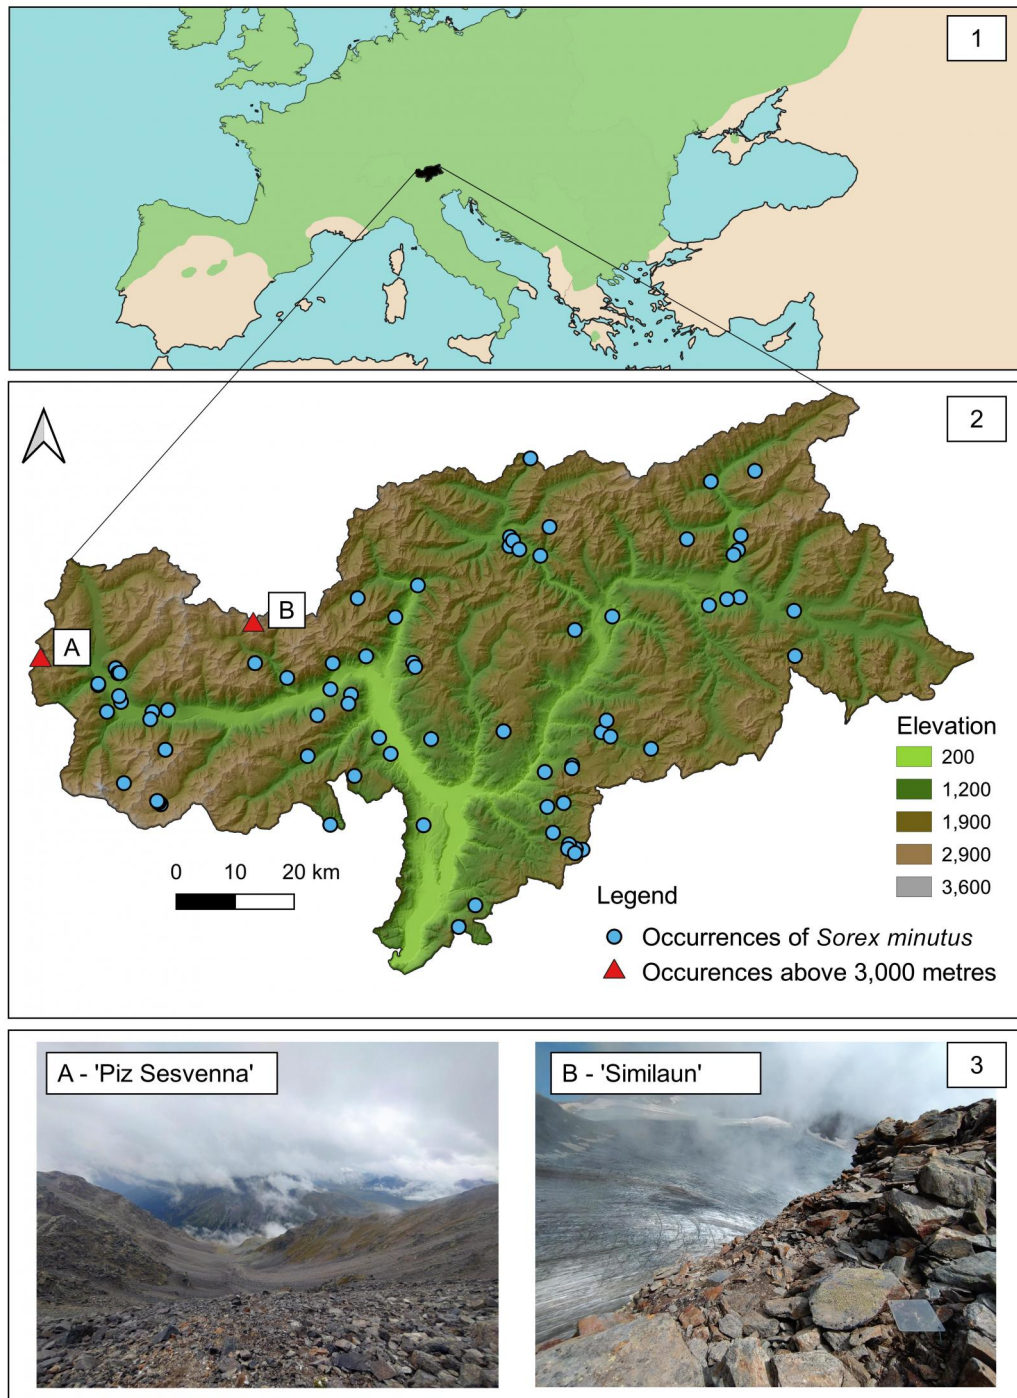 1
2
B
A
Elevation
200
1,200
1,900
2,900
3,600
0 10 20 km
Legend
Occurrences of Sorex minutus
Occurences above 3,000 metres
A - 'Piz Sesvenna'
B - 'Similaun'
3